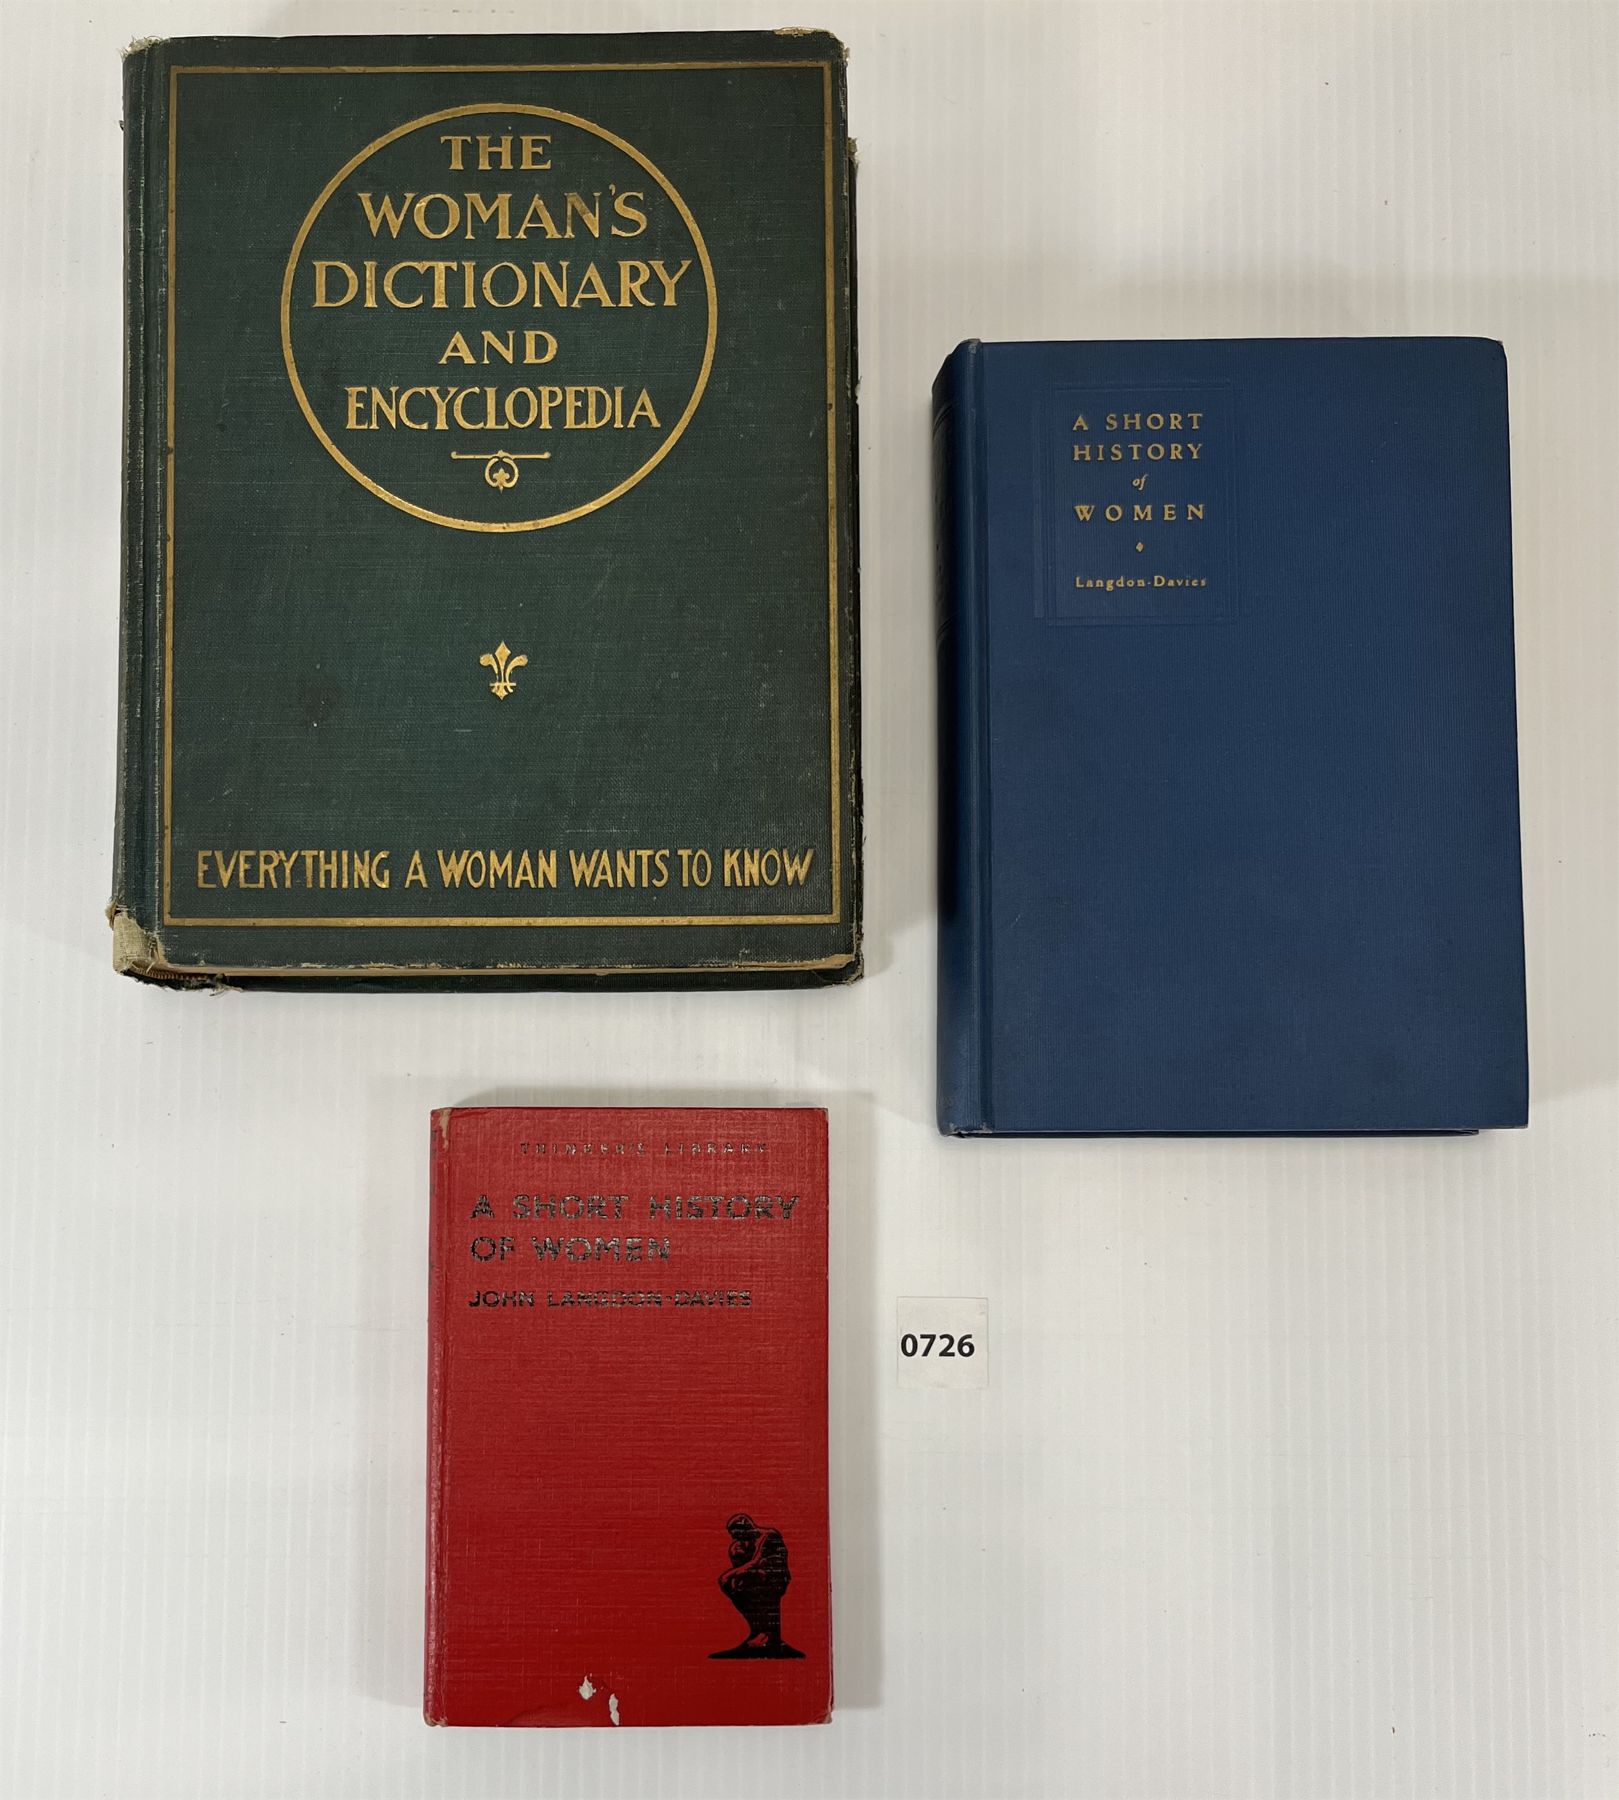 THE
WOMAN'S
DICTIONARY
AND
ENCYCLOPEDIA
EVERYTHING A WOMAN WANTS TO KNOW
A SHORT
HISTORY
of
WOMEN
Langdon-Davies
THINKER'S LIBRARY
A SHORT HISTORY
OF WOMEN
JOHN LANGDON-DAVIES
0726